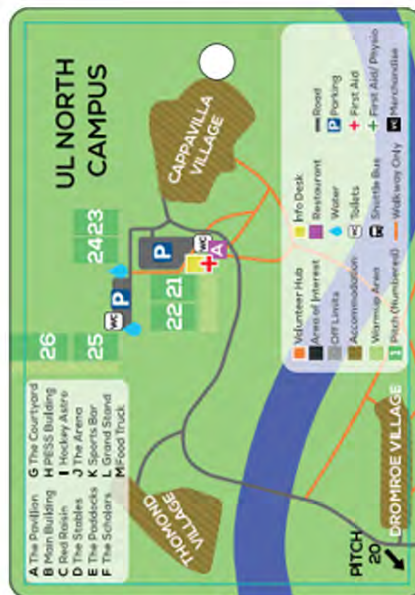 UL NORTH
CAMPUS
CAPPAVILLA
VILLAGE
24 23
26
25
22 21
P
P
WC
WC
A
A The Pavilion
B Main Building
C Red Raisin
D The Stables
E The Paddocks
F The Scholars
G The Courtyard
H PESS Building
I Hockey Astro
J The Arena
K Sports Bar
L Grand Stand
M Food Truck
THOMOND
VILLAGE
DROMROE VILLAGE
PITCH
20
Volunteer Hub
Area of Interest
Off Limits
Accommodation
Warmup Area
Pitch (Numbered)
Info Desk
Restaurant
Water
WC Toilets
Shuttle Bus
Walkway Only
Road
P Parking
First Aid
First Aid/ Physio
Merchandise